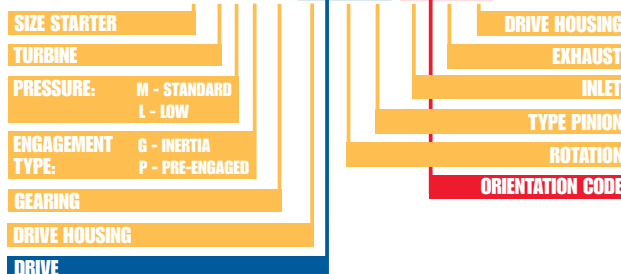 SIZE STARTER
TURBINE
PRESSURE: M - STANDARD
L - LOW
ENGAGEMENT G - INERTIA
TYPE: P - PRE-ENGAGED
GEARING
DRIVE HOUSING
DRIVE
DRIVE HOUSING
EXHAUST
INLET
TYPE PINION
ROTATION
ORIENTATION CODE